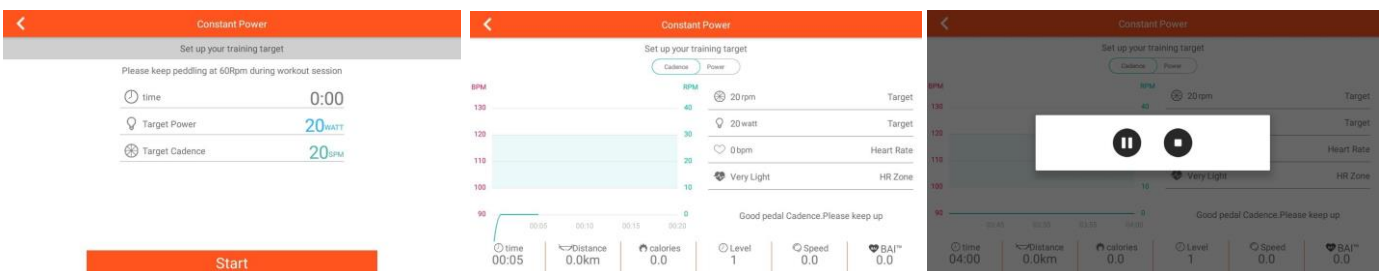 Constant Power
Set up your training target
Please keep peddling at 60Rpm during workout session
time 0:00
Target Power 20WATT
Target Cadence 20SPM
Start
Constant Power
Set up your training target
Cadence Power
BPM RPM
20 rpm Target
130 40
20 watt Target
120 30
0 bpm Heart Rate
110 20
Very Light HR Zone
100 10
90 0
Good pedal Cadence.Please keep up
00:05 00:10 00:15 00:20
time Distance calories Level Speed BAI™
00:05 0.0km 0.0 1 0.0 0.0
Constant Power
Set up your training target
Cadence Power
BPM RPM
20 rpm Target
130 40
Target
120
Heart Rate
110
Very Light HR Zone
100 10
90 0
Good pedal Cadence.Please keep up
time Distance calories Level Speed BAI™
04:00 0.0km 0.0 1 0.0 0.0